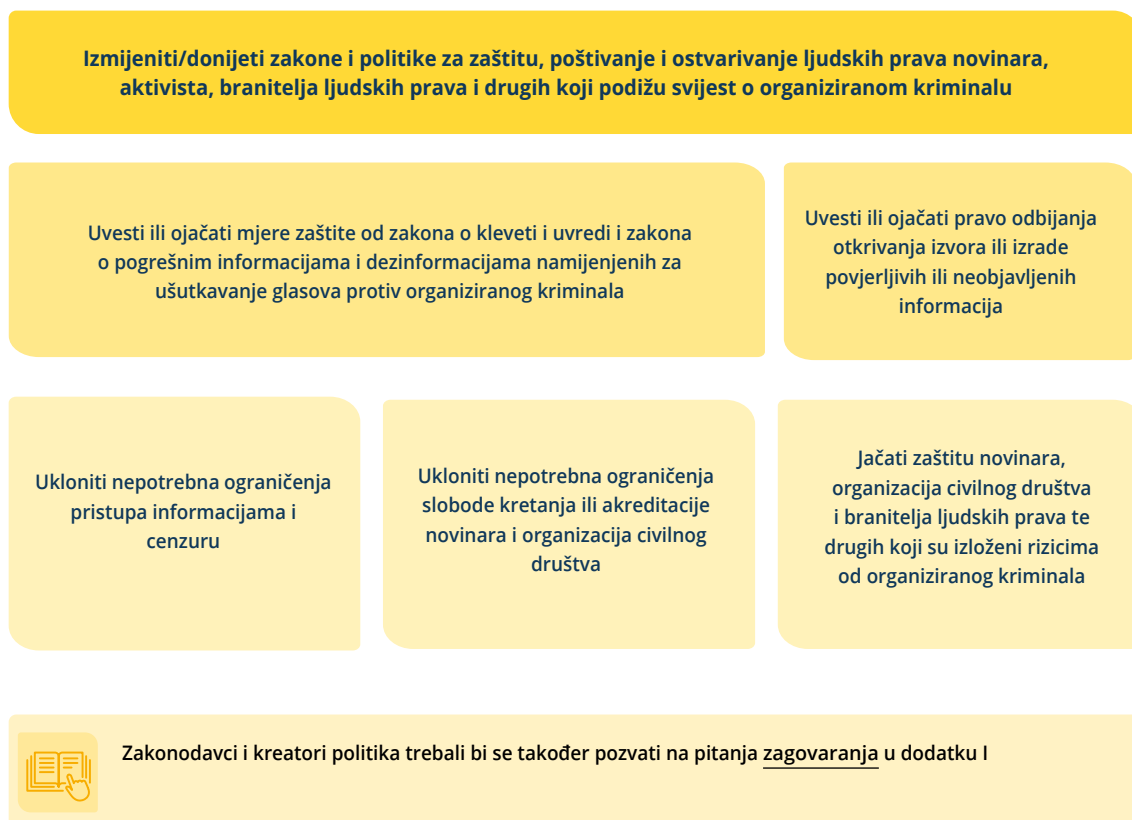 Izmijeniti/donijeti zakone i politike za zaštitu, poštivanje i ostvarivanje ljudskih prava novinara,
aktivista, branitelja ljudskih prava i drugih koji podižu svijest o organiziranom kriminalu
Uvesti ili ojačati mjere zaštite od zakona o kleveti i uvredi i zakona
o pogrešnim informacijama i dezinformacijama namijenjenih za
ušutkavanje glasova protiv organiziranog kriminala
Uvesti ili ojačati pravo odbijanja
otkrivanja izvora ili izrade
povjerljivih ili neobjavljenih
informacija
Ukloniti nepotrebna ograničenja
pristupa informacijama i
cenzuru
Ukloniti nepotrebna ograničenja
slobode kretanja ili akreditacije
novinara i organizacija civilnog
društva
Jačati zaštitu novinara,
organizacija civilnog društva
i branitelja ljudskih prava te
drugih koji su izloženi rizicima
od organiziranog kriminala
Zakonodavci i kreatori politika trebali bi se također pozvati na pitanja zagovaranja u dodatku I